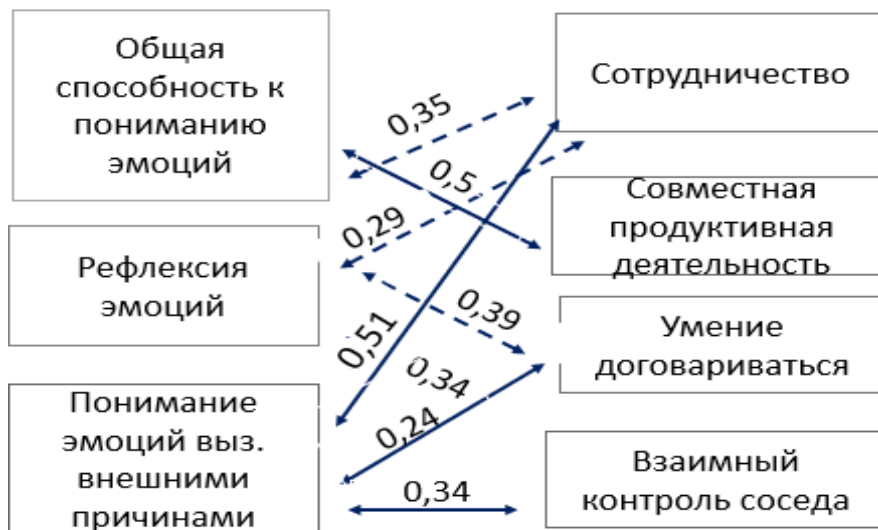 Общая
способность к
пониманию
эмоций
Рефлексия
эмоций
Понимание
эмоций выз.
внешними
причинами
0,35
0,5
0,29
0,39
0,51
0,34
0,24
0,34
Сотрудничество
Совместная
продуктивная
деятельность
Умение
договариваться
Взаимный
контроль соседа